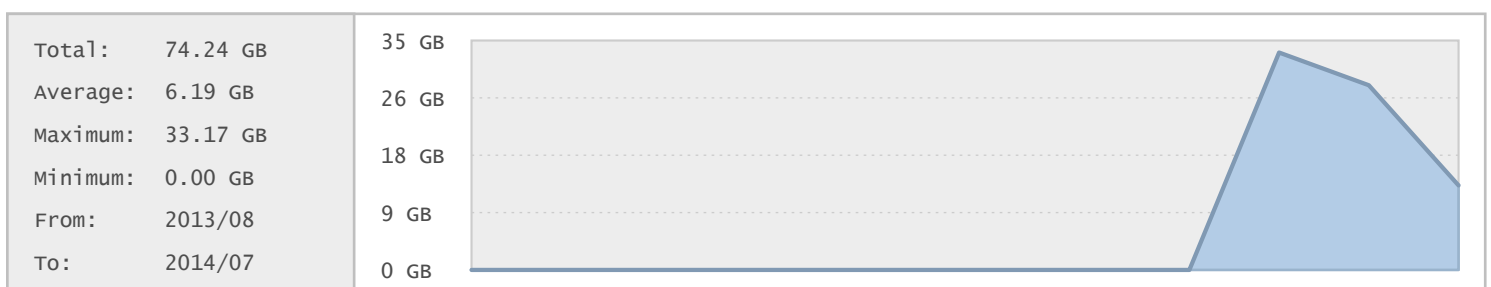 Total: 74.24 GB
Average: 6.19 GB
Maximum: 33.17 GB
Minimum: 0.00 GB
From: 2013/08
To: 2014/07
35 GB
26 GB
18 GB
9 GB
0 GB